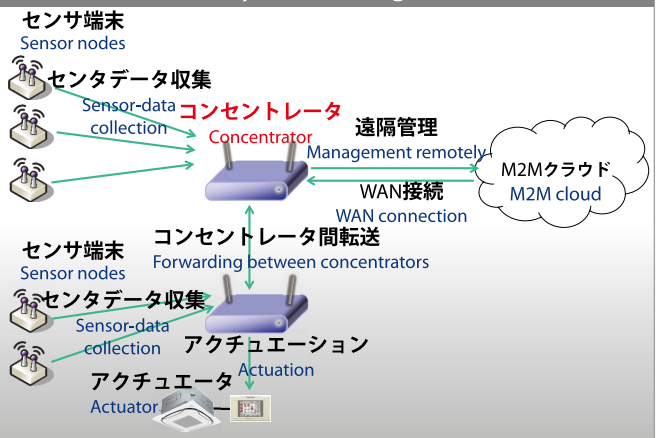 センサ端末
Sensor nodes
センタデータ収集
Sensor-data
collection
コンセントレータ
Concentrator
遠隔管理
Management remotely
M2Mクラウド
M2M cloud
WAN接続
WAN connection
コンセントレータ間転送
Forwarding between concentrators
センサ端末
Sensor nodes
センタデータ収集
Sensor-data
collection
アクチュエーション
Actuation
アクチュエータ
Actuator